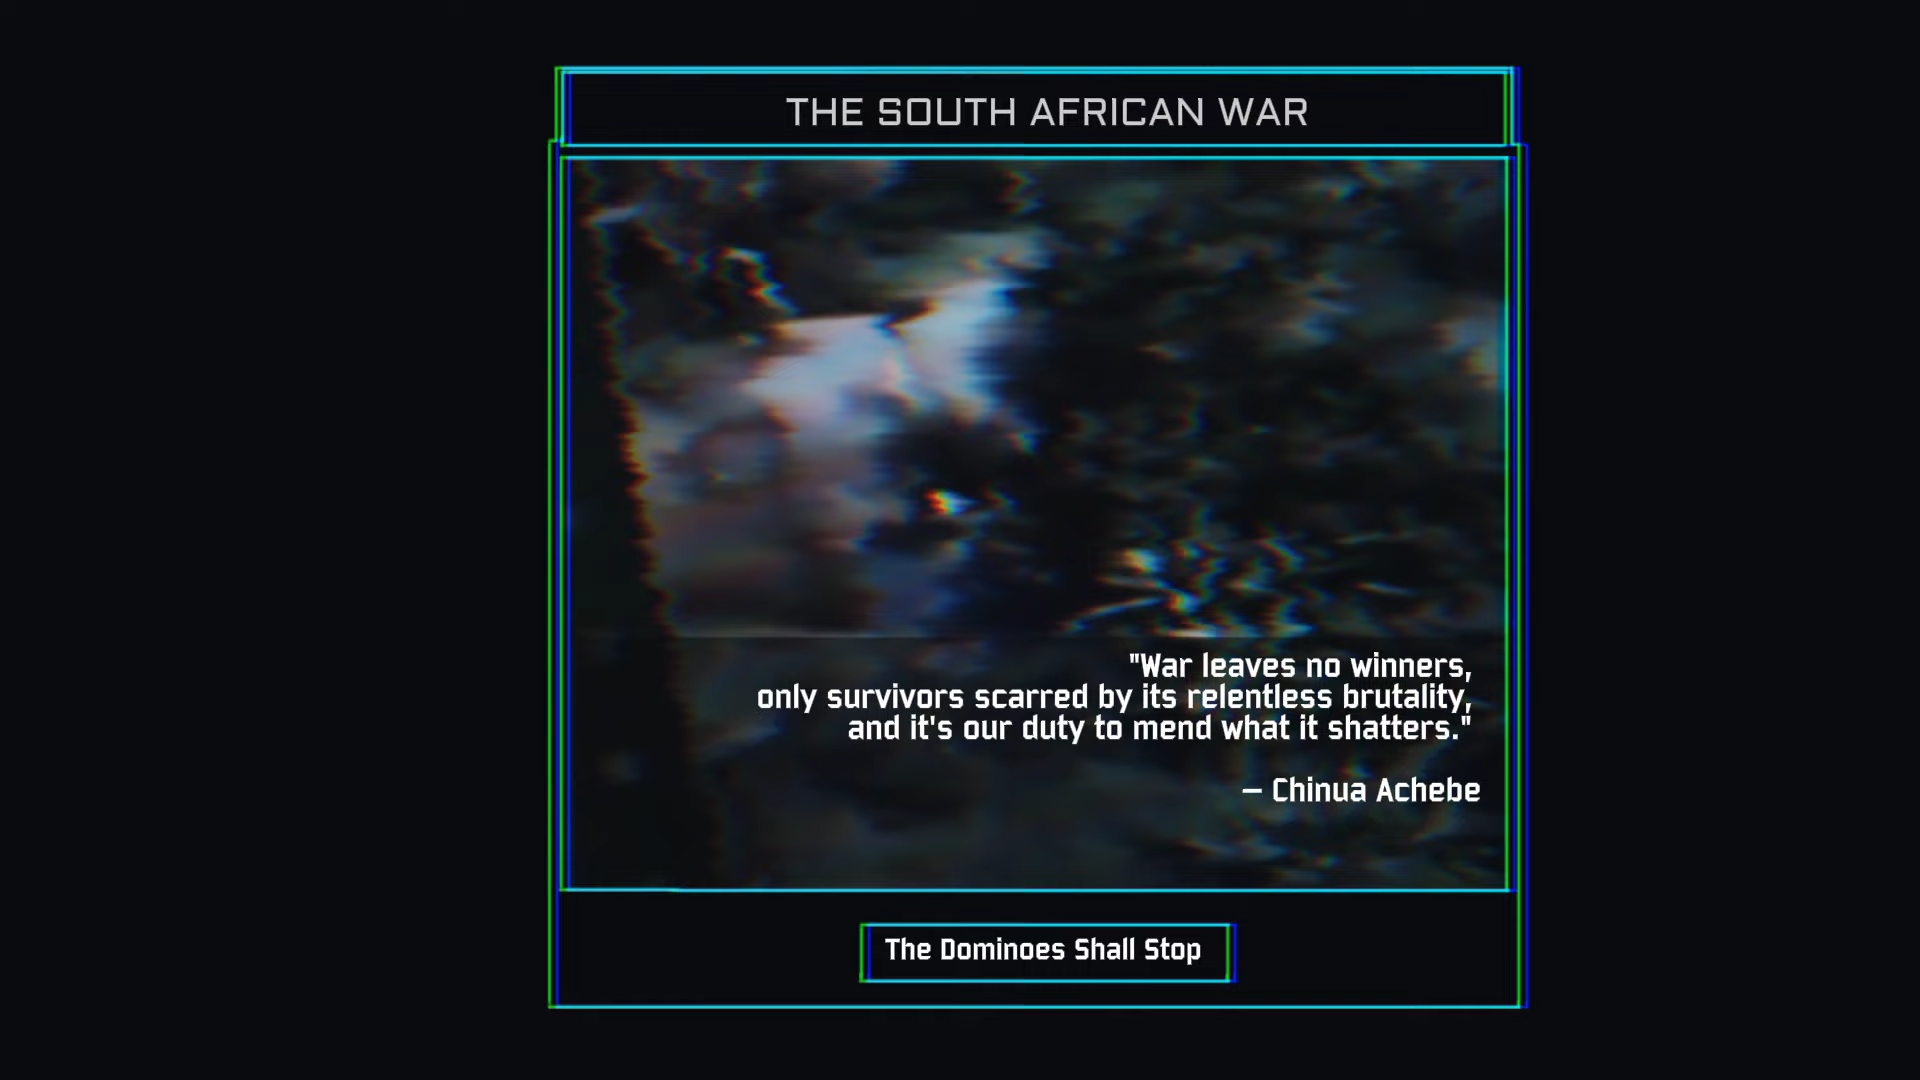 THE SOUTH AFRICAN WAR
"War leaves no winners,
only survivors scarred by its relentless brutality,
and it's our duty to mend what it shatters."
– Chinua Achebe
The Dominoes Shall Stop